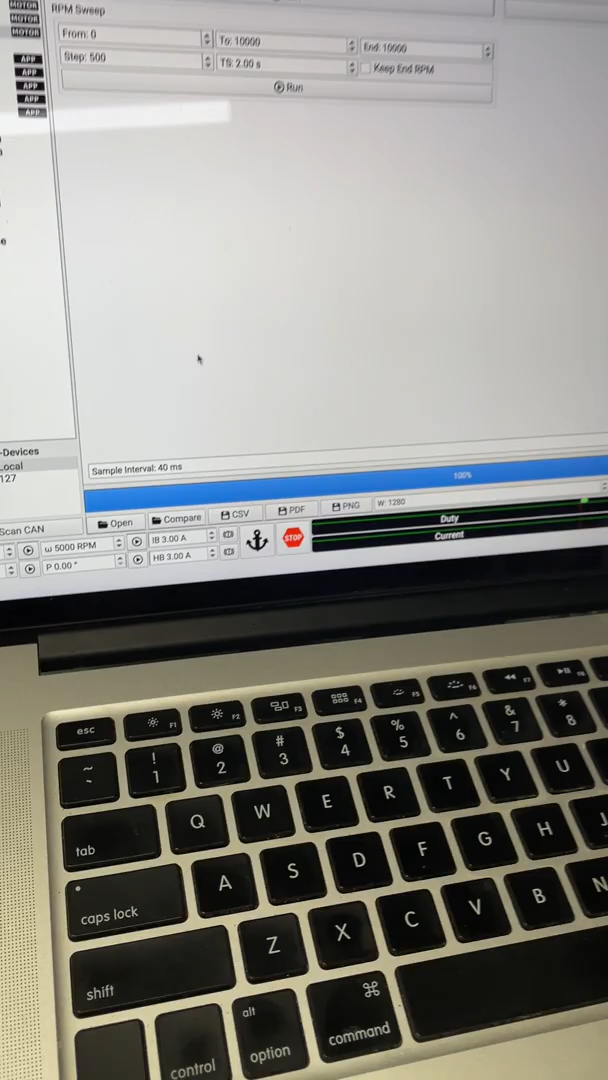 MOTOR
MOTOR
MOTOR
APP
APP
APP
APP
APP
RPM Sweep
From: 0 To: 10000 End: 10000
Step: 500 TS: 2.00 s Keep End RPM
Run
e
-Devices
Local
127
Scan CAN
Sample Interval: 40 ms
100%
Open Compare CSV PDF PNG W: 1280
ω 5000 RPM IB 3.00 A STOP Duty
P 0.00 ° HB 3.00 A Current
esc F1 F2 F3 F4 F5 F6 F7 F8
~ ` ! 1 @ 2 # 3 $ 4 % 5 ^ 6 & 7 * 8
tab Q W E R T Y U
caps lock A S D F G H J
shift Z X C V B N
control alt option ⌘ command